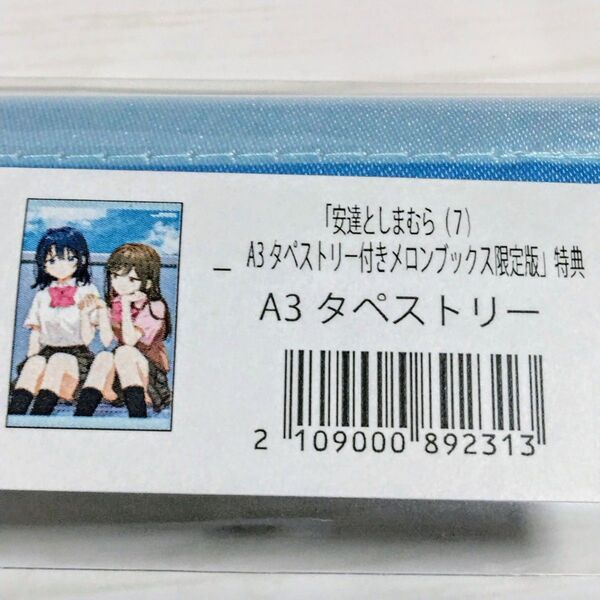 「安達としまむら（7）
A3タペストリー付きメロンブックス限定版」特典
A3 タペストリー
2 109000 892313